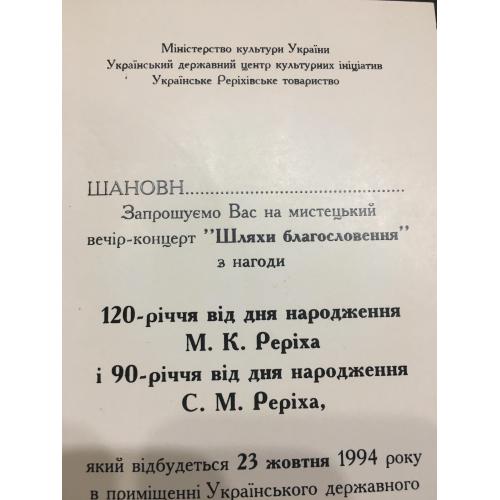 Міністерство культури України
Український державний центр культурних ініціатив
Українське Реріхівське товариство
ШАНОВН........................................
Запрошуємо Вас на мистецький
вечір-концерт "Шляхи благословення"
з нагоди
120-річчя від дня народження
М. К. Реріха
і 90-річчя від дня народження
С. М. Реріха,
який відбудеться 23 жовтня 1994 року
в приміщенні Українського державного